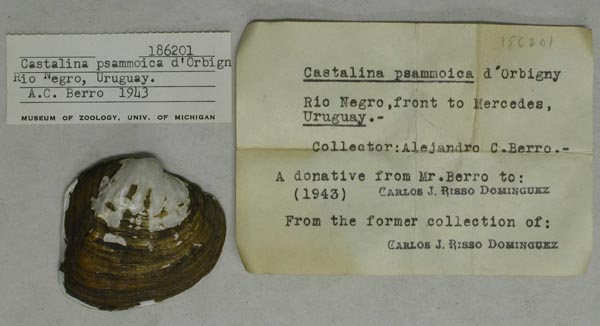 186201
Castalina psammoica d'Orbign
Rio Negro, Uruguay.
A.C. Berro 1943
MUSEUM OF ZOOLOGY, UNIV. OF MICHIGAN
186201
Castalina psammoica d'Orbigny
Rio Negro,front to Mercedes,
Uruguay.-
Collector:Alejandro C.Berro.-
A donative from Mr.Berro to:
(1943) CARLOS J. RISSO DOMINGUEZ
From the former collection of:
CARLOS J. RISSO DOMINGUEZ